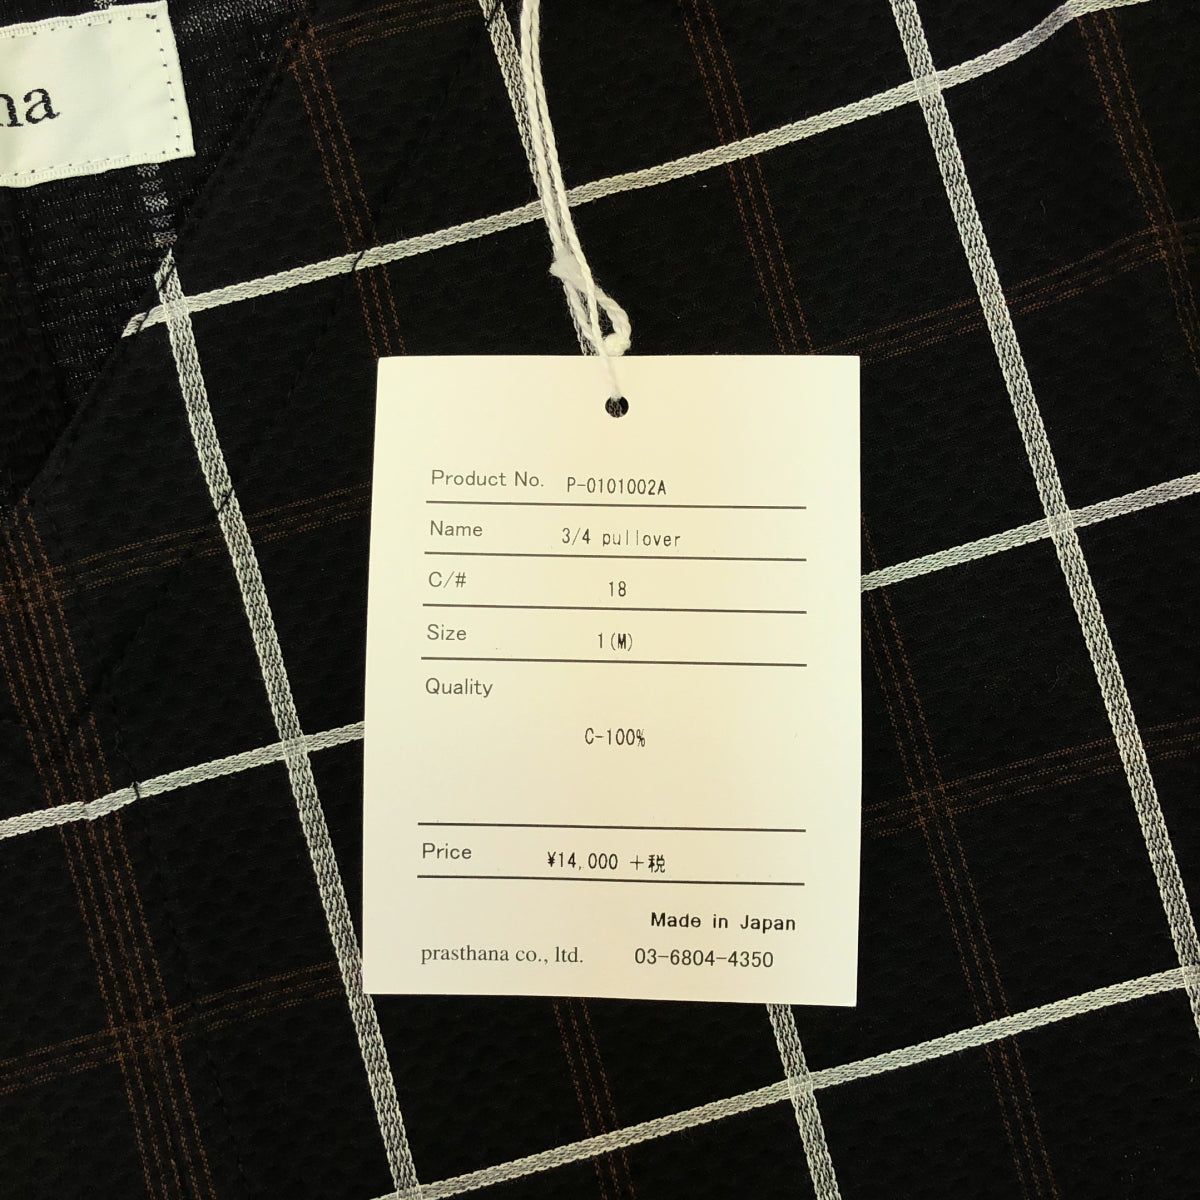 na
Product No. P-0101002A
Name 3/4 pullover
C/# 18
Size 1(M)
Quality
C-100%
Price ¥14,000 +税
Made in Japan
prasthana co., ltd. 03-6804-4350